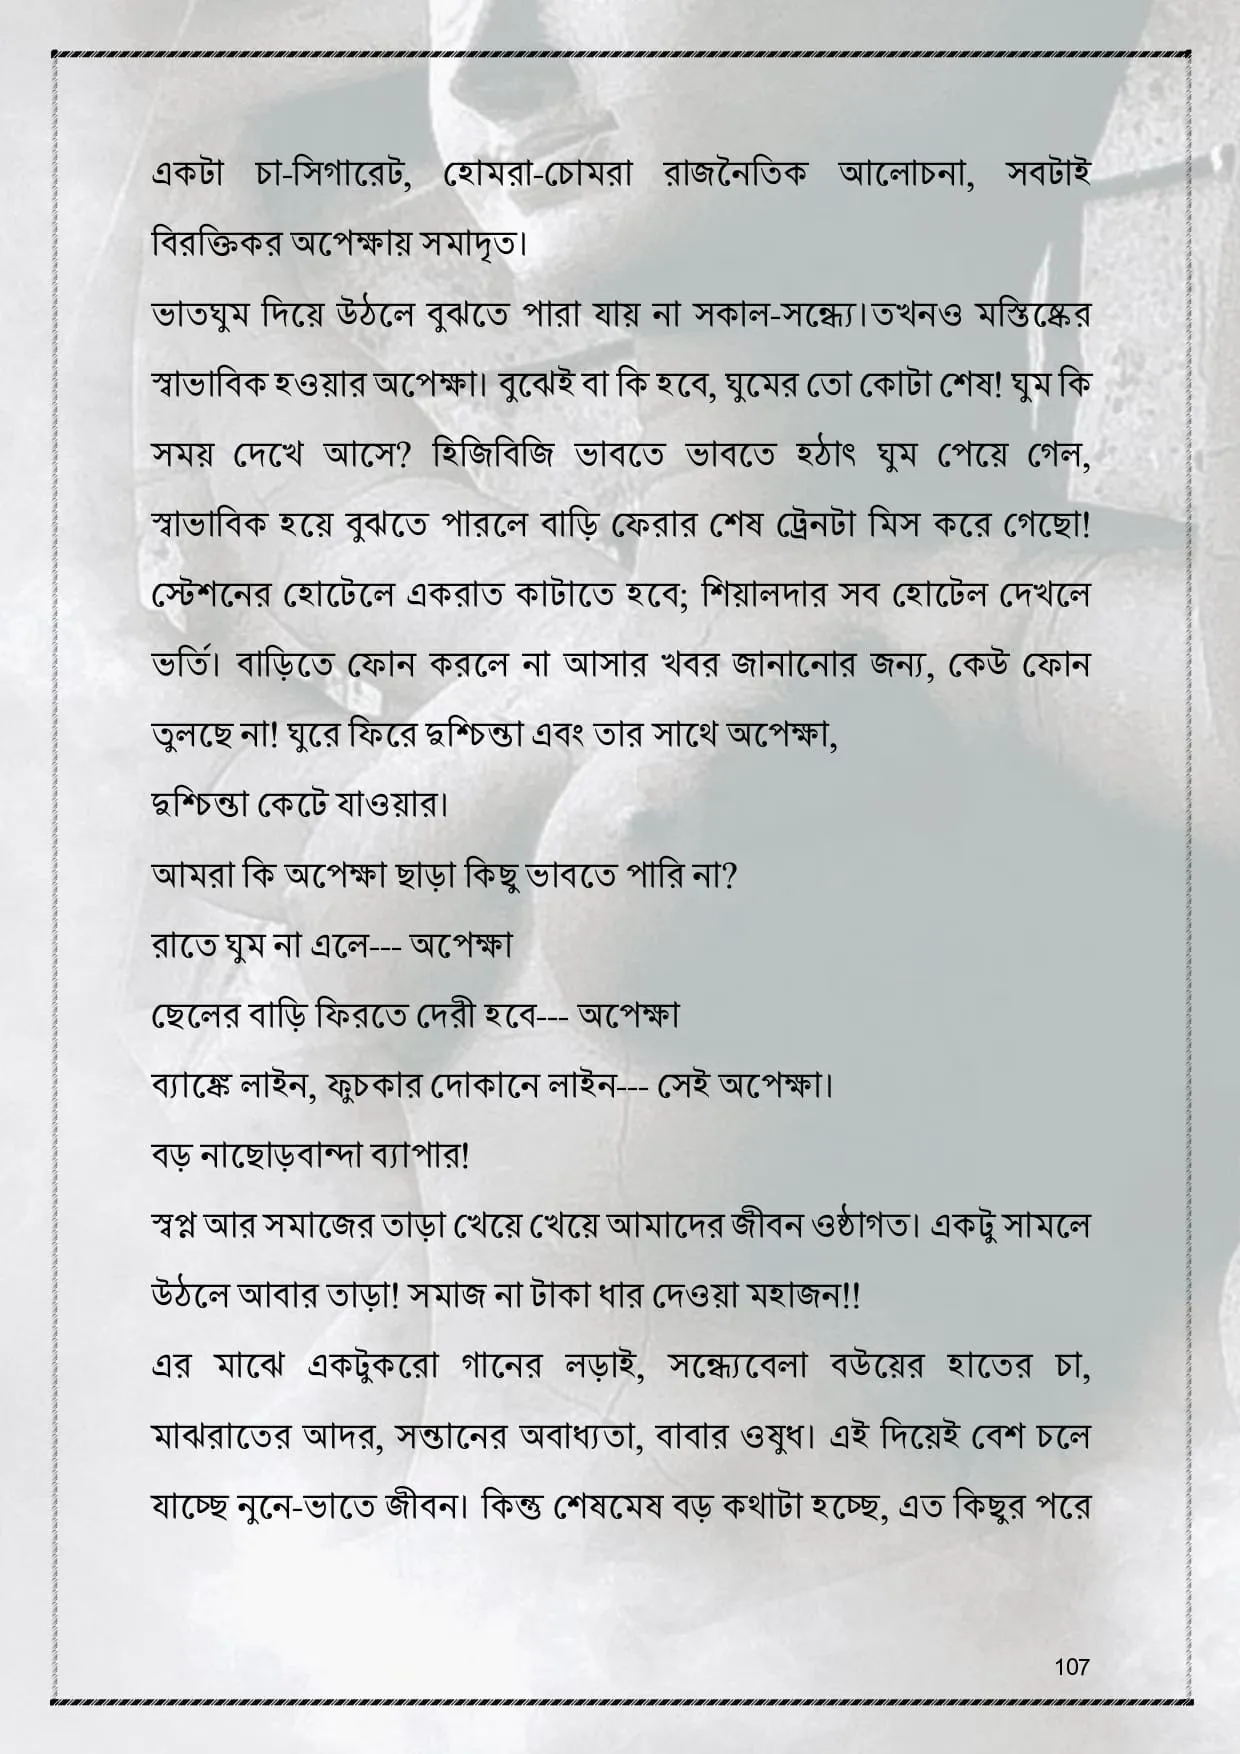 একটা চা-সিগারেট, হোমরা-চোমরা রাজনৈতিক আলোচনা, সবটাই
বিরক্তিকর অপেক্ষায় সমাদৃত।
ভাতঘুম দিয়ে উঠলে বুঝতে পারা যায় না সকাল-সন্ধ্যে।তখনও মস্তিষ্কের
স্বাভাবিক হওয়ার অপেক্ষা। বুঝেই বা কি হবে, ঘুমের তো কোটা শেষ! ঘুম কি
সময় দেখে আসে? হিজিবিজি ভাবতে ভাবতে হঠাৎ ঘুম পেয়ে গেল,
স্বাভাবিক হয়ে বুঝতে পারলে বাড়ি ফেরার শেষ ট্রেনটা মিস করে গেছো!
স্টেশনের হোটেলে একরাত কাটাতে হবে; শিয়ালদার সব হোটেল দেখলে
ভর্তি। বাড়িতে ফোন করলে না আসার খবর জানানোর জন্য, কেউ ফোন
তুলছে না! ঘুরে ফিরে দুশ্চিন্তা এবং তার সাথে অপেক্ষা,
দুশ্চিন্তা কেটে যাওয়ার।
আমরা কি অপেক্ষা ছাড়া কিছু ভাবতে পারি না?
রাতে ঘুম না এলে--- অপেক্ষা
ছেলের বাড়ি ফিরতে দেরী হবে--- অপেক্ষা
ব্যাঙ্কে লাইন, ফুচকার দোকানে লাইন--- সেই অপেক্ষা।
বড় নাছোড়বান্দা ব্যাপার!
স্বপ্ন আর সমাজের তাড়া খেয়ে খেয়ে আমাদের জীবন ওষ্ঠাগত। একটু সামলে
উঠলে আবার তাড়া! সমাজ না টাকা ধার দেওয়া মহাজন!!
এর মাঝে একটুকরো গানের লড়াই, সন্ধ্যেবেলা বউয়ের হাতের চা,
মাঝরাতের আদর, সন্তানের অবাধ্যতা, বাবার ওষুধ। এই দিয়েই বেশ চলে
যাচ্ছে নুনে-ভাতে জীবন। কিন্তু শেষমেষ বড় কথাটা হচ্ছে, এত কিছুর পরে
107